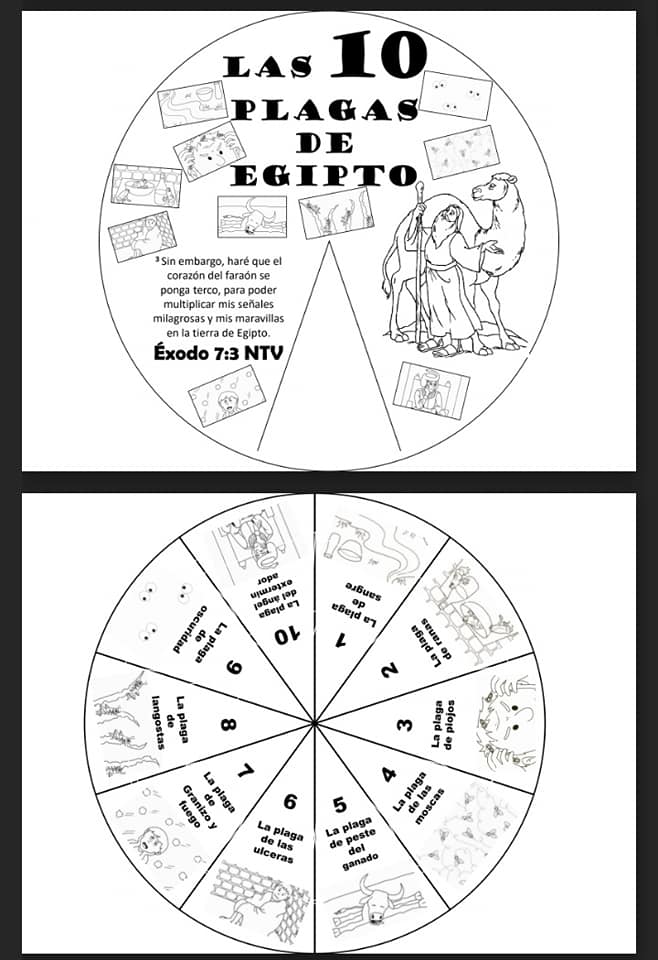 LAS 10
PLAGAS
DE
EGIPTO
³ Sin embargo, haré que el
corazón del faraón se
ponga terco, para poder
multiplicar mis señales
milagrosas y mis maravillas
en la tierra de Egipto.
Éxodo 7:3 NTV
1
La plaga
de
sangre
2
La plaga
de ranas
3
La plaga
de piojos
4
La plaga
de las
moscas
5
La plaga
de peste
del
ganado
6
La plaga
de las
ulceras
7
La plaga
de
Granizo y
fuego
8
La plaga
de
langostas
9
La plaga
de
oscuridad
10
La plaga
del ángel
extermin
ador